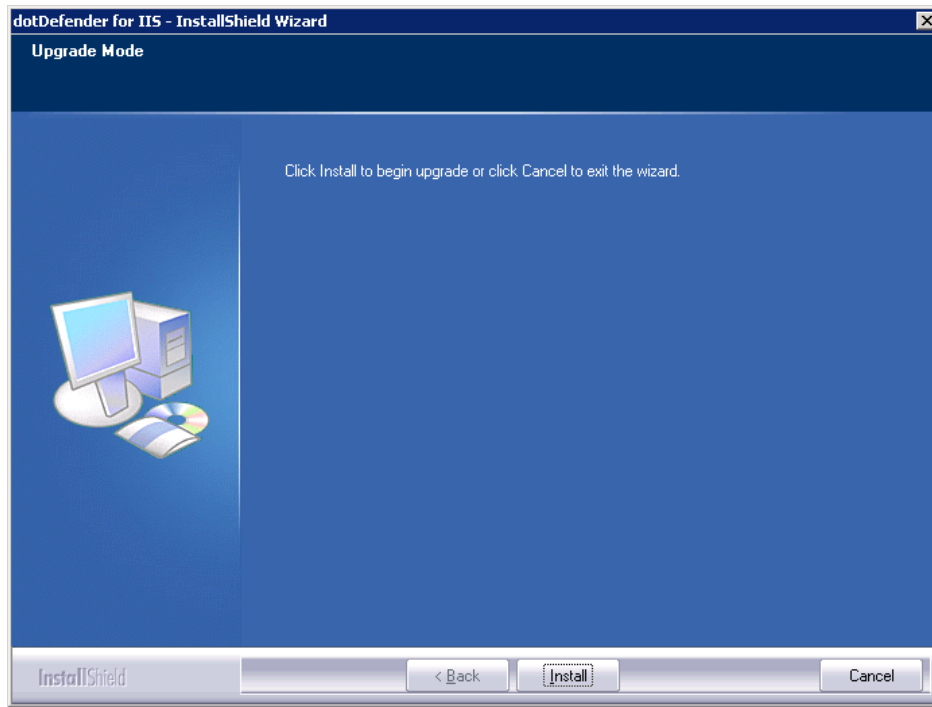 dotDefender for IIS - InstallShield Wizard
Upgrade Mode
Click Install to begin upgrade or click Cancel to exit the wizard.
InstallShield
< Back
Install
Cancel